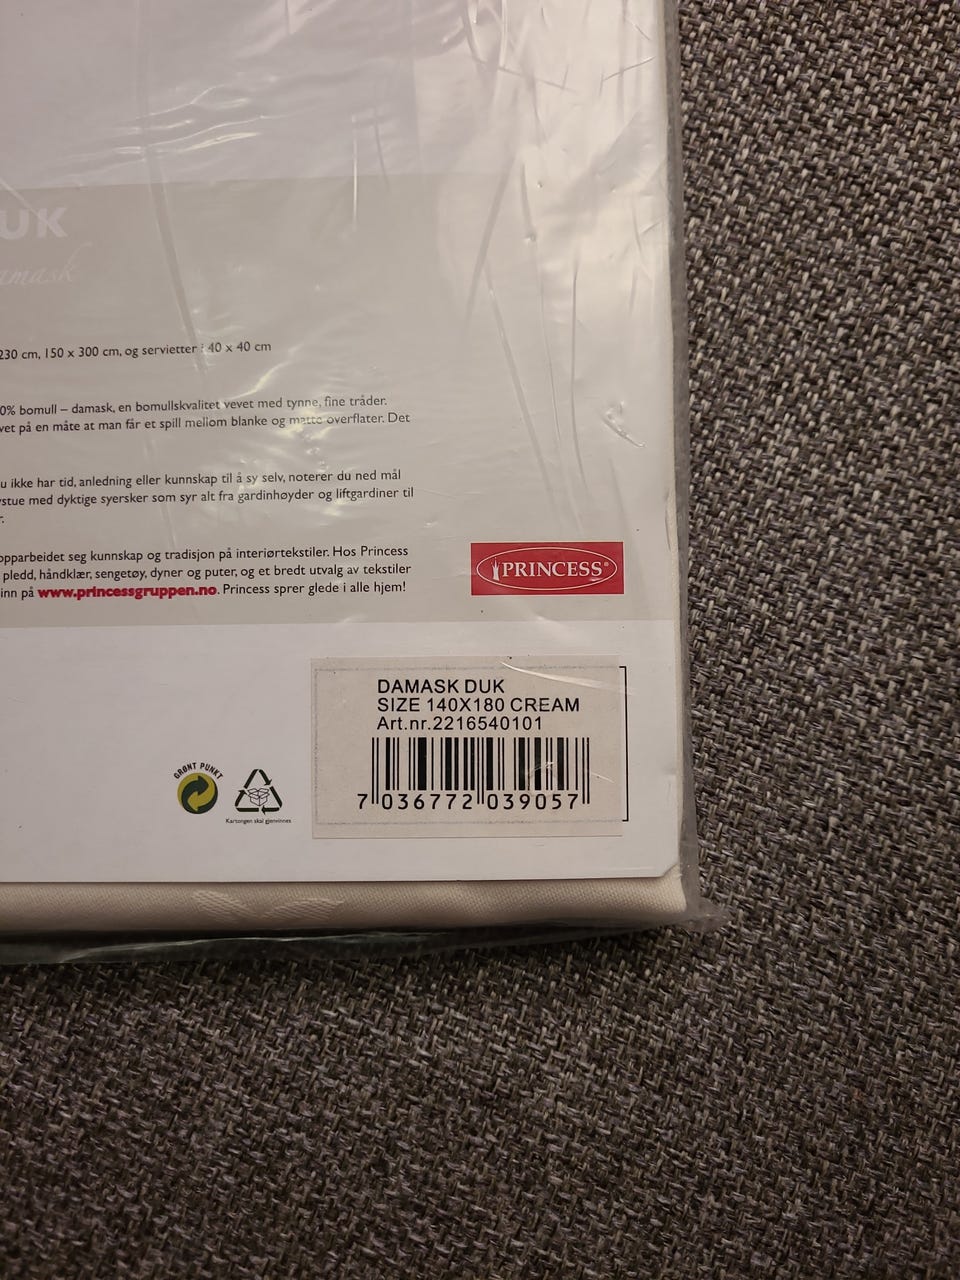 UK
amask
230 cm, 150 x 300 cm, og servietter i 40 x 40 cm
0% bomull – damask, en bomullskvalitet vevet med tynne, fine tråder.
vet på en måte at man får et spill mellom blanke og matte overflater. Det
u ikke har tid, anledning eller kunnskap til å sy selv, noterer du ned mål
ystue med dyktige syersker som syr alt fra gardinhøyder og liftgardiner til
r.
opparbeidet seg kunnskap og tradisjon på interiørtekstiler. Hos Princess
pledd, håndklær, sengetøy, dyner og puter, og et bredt utvalg av tekstiler
inn på www.princessgruppen.no. Princess sprer glede i alle hjem!
PRINCESS®
DAMASK DUK
SIZE 140X180 CREAM
Art.nr.2216540101
7 036772 039057
GRØNT PUNKT
Kartongen skal gjenvinnes